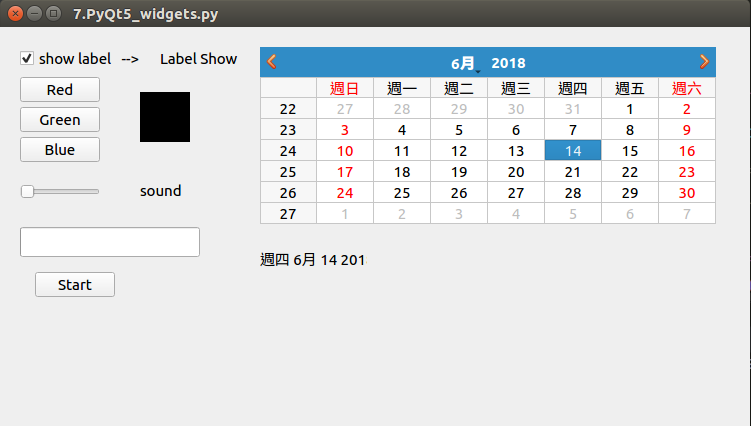 7.PyQt5_widgets.py
show label --> Label Show
Red
Green
Blue
sound
Start
6月 2018
週日 週一 週二 週三 週四 週五 週六
22 27 28 29 30 31 1 2
23 3 4 5 6 7 8 9
24 10 11 12 13 14 15 16
25 17 18 19 20 21 22 23
26 24 25 26 27 28 29 30
27 1 2 3 4 5 6 7
週四 6月 14 201